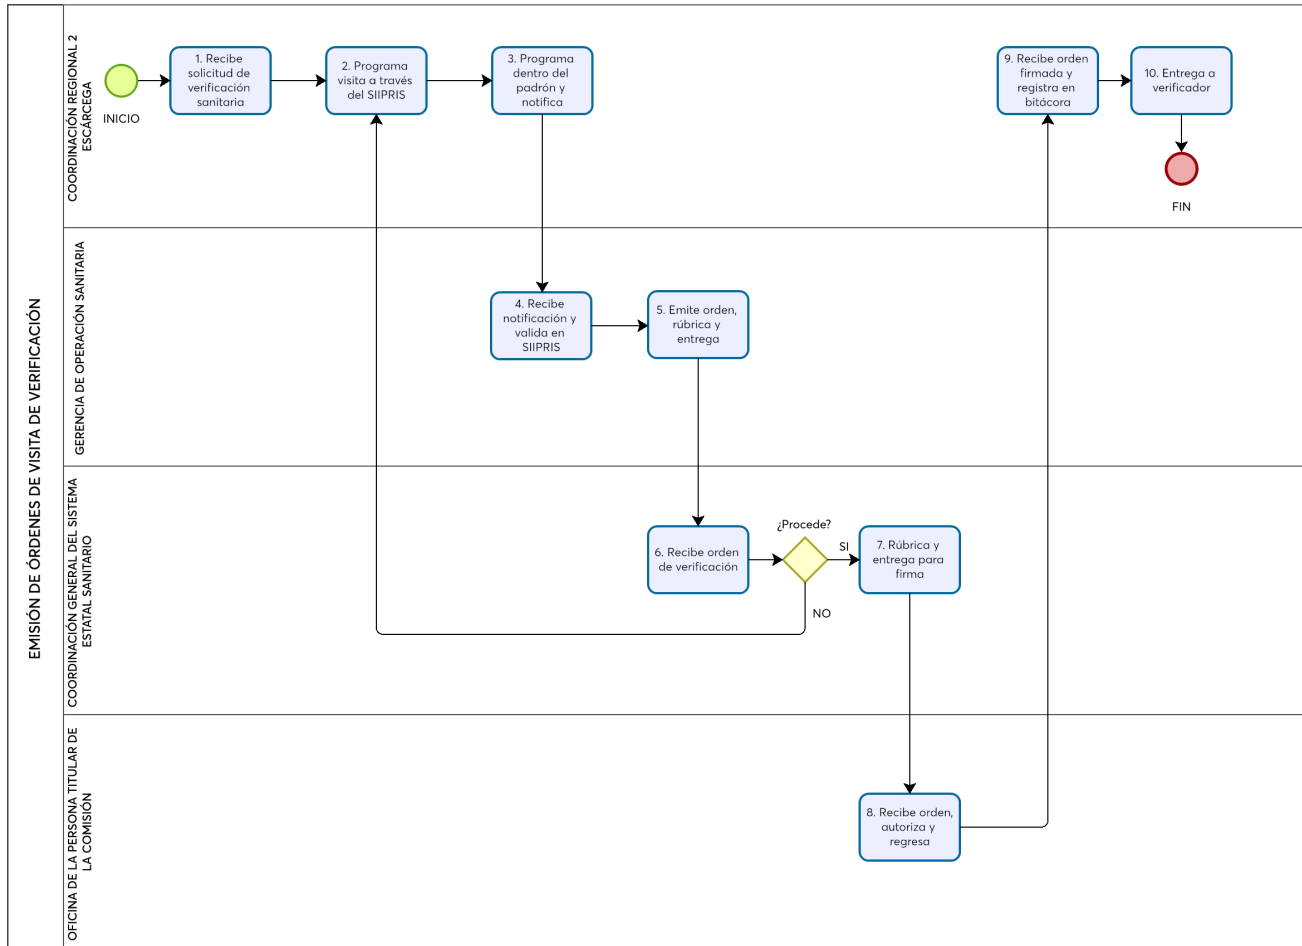 EMISIÓN DE ÓRDENES DE VISITA DE VERIFICACIÓN
COORDINACIÓN REGIONAL 2
ESCÁRCEGA
INICIO
1. Recibe
solicitud de
verificación
sanitaria
2. Programa
visita a través
del SIIPRIS
3. Programa
dentro del
padrón y
notifica
9. Recibe orden
firmada y
registra en
bitácora
10. Entrega a
verificador
FIN
GERENCIA DE OPERACIÓN SANITARIA
4. Recibe
notificación y
valida en
SIIPRIS
5. Emite orden,
rúbrica y
entrega
COORDINACIÓN GENERAL DEL SISTEMA
ESTATAL SANITARIO
6. Recibe orden
de verificación
¿Procede?
SI
NO
7. Rúbrica y
entrega para
firma
OFICINA DE LA PERSONA TITULAR DE
LA COMISIÓN
8. Recibe orden,
autoriza y
regresa